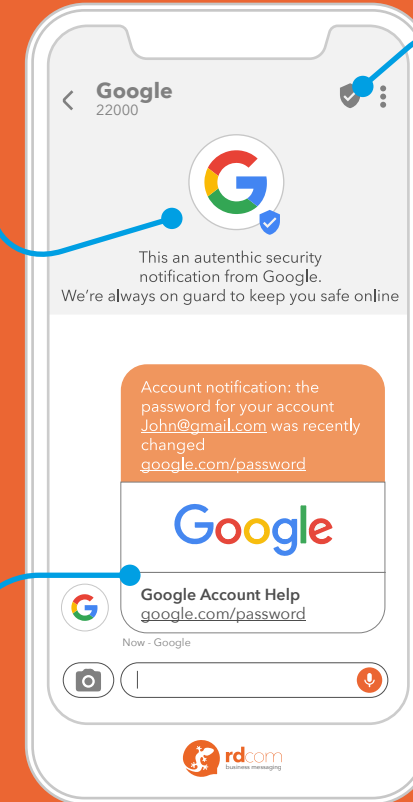 Google
22000
This an autenthic security
notification from Google.
We're always on guard to keep you safe online
Account notification: the
password for your account
John@gmail.com was recently
changed
google.com/password
Google
Google Account Help
google.com/password
Now - Google
rdcom
business messaging